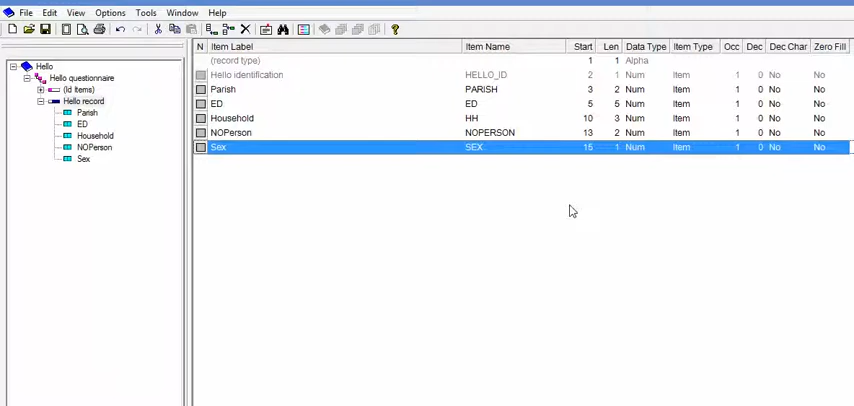 File Edit View Options Tools Window Help
Hello
Hello questionnaire
(Id Items)
Hello record
Parish
ED
Household
NOPerson
Sex
N Item Label Item Name Start Len Data Type Item Type Occ Dec Dec Char Zero Fill
(record type) 1 1 Alpha
Hello identification HELLO_ID 2 1 Num Item 1 0 No No
Parish PARISH 3 2 Num Item 1 0 No No
ED ED 5 5 Num Item 1 0 No No
Household HH 10 3 Num Item 1 0 No No
NOPerson NOPERSON 13 2 Num Item 1 0 No No
Sex SEX 15 1 Num Item 1 0 No No